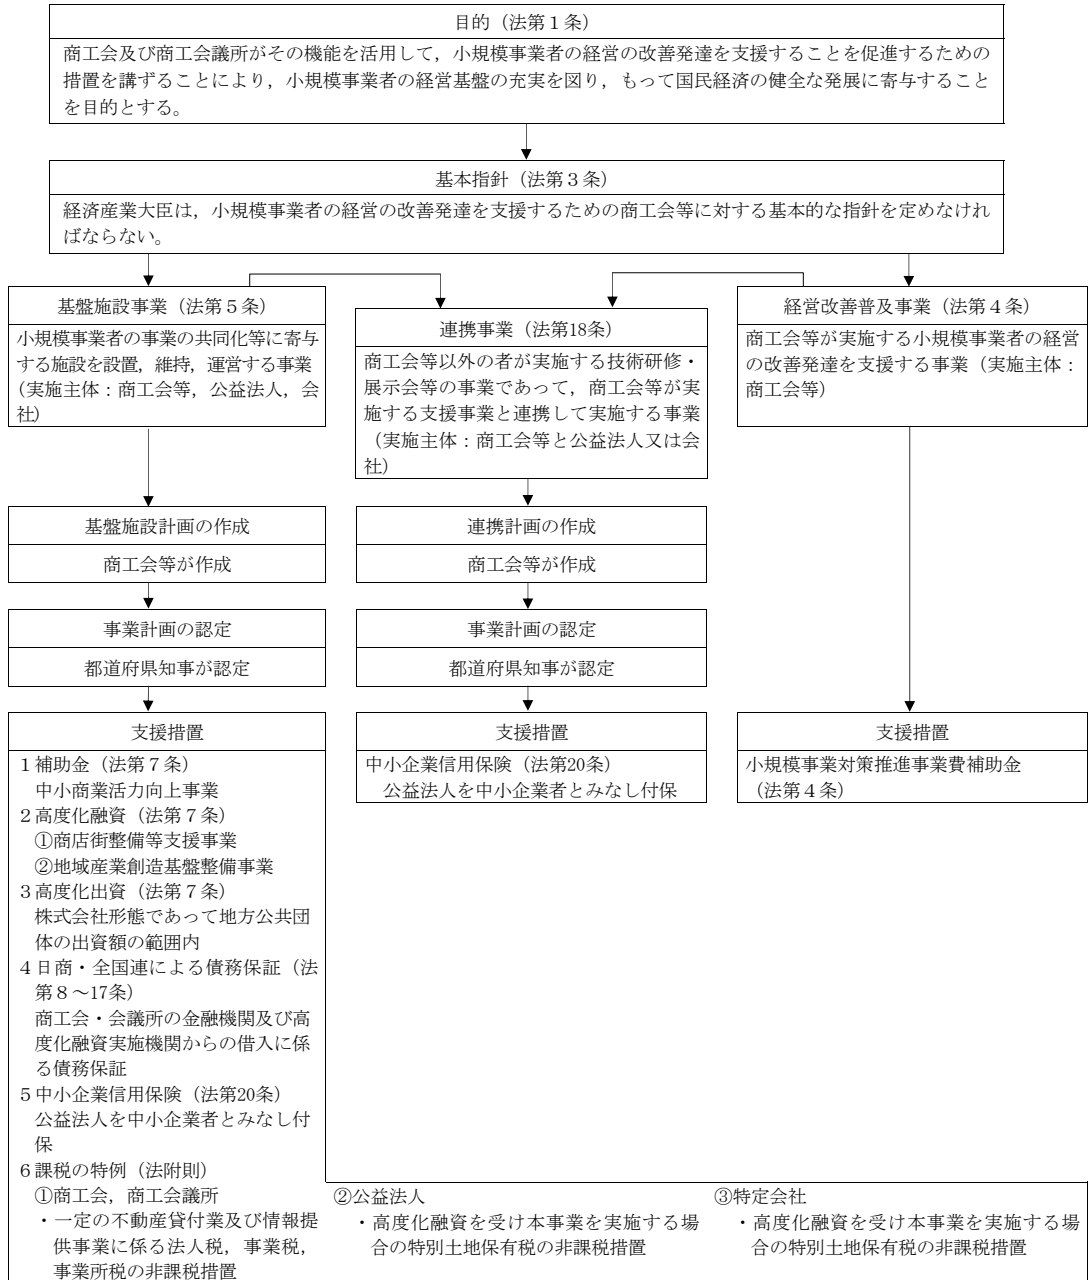 目的(法第1条)
商工会及び商工会議所がその機能を活用して,小規模事業者の経営の改善発達を支援することを促進するための
措置を講ずることにより,小規模事業者の経営基盤の充実を図り,もって国民経済の健全な発展に寄与すること
を目的とする。
基本指針(法第3条)
経済産業大臣は,小規模事業者の経営の改善発達を支援するための商工会等に対する基本的な指針を定めなけれ
ばならない。
基盤施設事業(法第5条)
小規模事業者の事業の共同化等に寄与
する施設を設置,維持,運営する事業
(実施主体:商工会等,公益法人,会
社)
連携事業(法第18条)
商工会等以外の者が実施する技術研修・
展示会等の事業であって,商工会等が実
施する支援事業と連携して実施する事業
(実施主体:商工会等と公益法人又は会
社)
経営改善普及事業(法第4条)
商工会等が実施する小規模事業者の経営
の改善発達を支援する事業(実施主体:
商工会等)
基盤施設計画の作成
商工会等が作成
連携計画の作成
商工会等が作成
事業計画の認定
都道府県知事が認定
事業計画の認定
都道府県知事が認定
支援措置
1補助金(法第7条)
中小商業活力向上事業
2高度化融資(法第7条)
①商店街整備等支援事業
②地域産業創造基盤整備事業
3高度化出資(法第7条)
株式会社形態であって地方公共団
体の出資額の範囲内
4日商・全国連による債務保証(法
第8~17条)
商工会・会議所の金融機関及び高
度化融資実施機関からの借入に係
る債務保証
5中小企業信用保険(法第20条)
公益法人を中小企業者とみなし付
保
6課税の特例(法附則)
①商工会,商工会議所
・一定の不動産貸付業及び情報提
供事業に係る法人税,事業税,
事業所税の非課税措置
支援措置
中小企業信用保険(法第20条)
公益法人を中小企業者とみなし付保
支援措置
小規模事業対策推進事業費補助金
(法第4条)
②公益法人
・高度化融資を受け本事業を実施する場
合の特別土地保有税の非課税措置
③特定会社
・高度化融資を受け本事業を実施する場
合の特別土地保有税の非課税措置